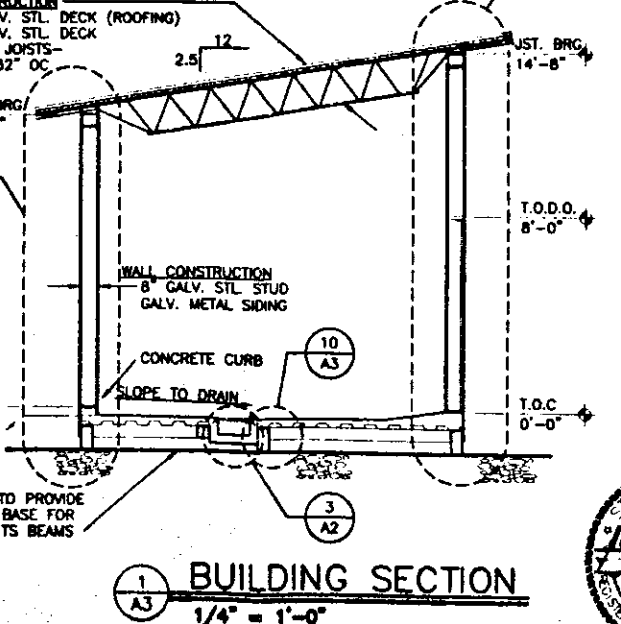 V. STL. DECK (ROOFING)
V. STL. DECK
JOISTS-
32" OC
12
2.5
JST. BRG
14'-8"
BRG
T.O.D.O.
8'-0"
WALL CONSTRUCTION
8" GALV. STL. STUD
GALV. METAL SIDING
10
A3
CONCRETE CURB
SLOPE TO DRAIN
T.O.C
0'-0"
TO PROVIDE
BASE FOR
TS BEAMS
3
A2
1
A3
BUILDING SECTION
1/4" = 1'-0"